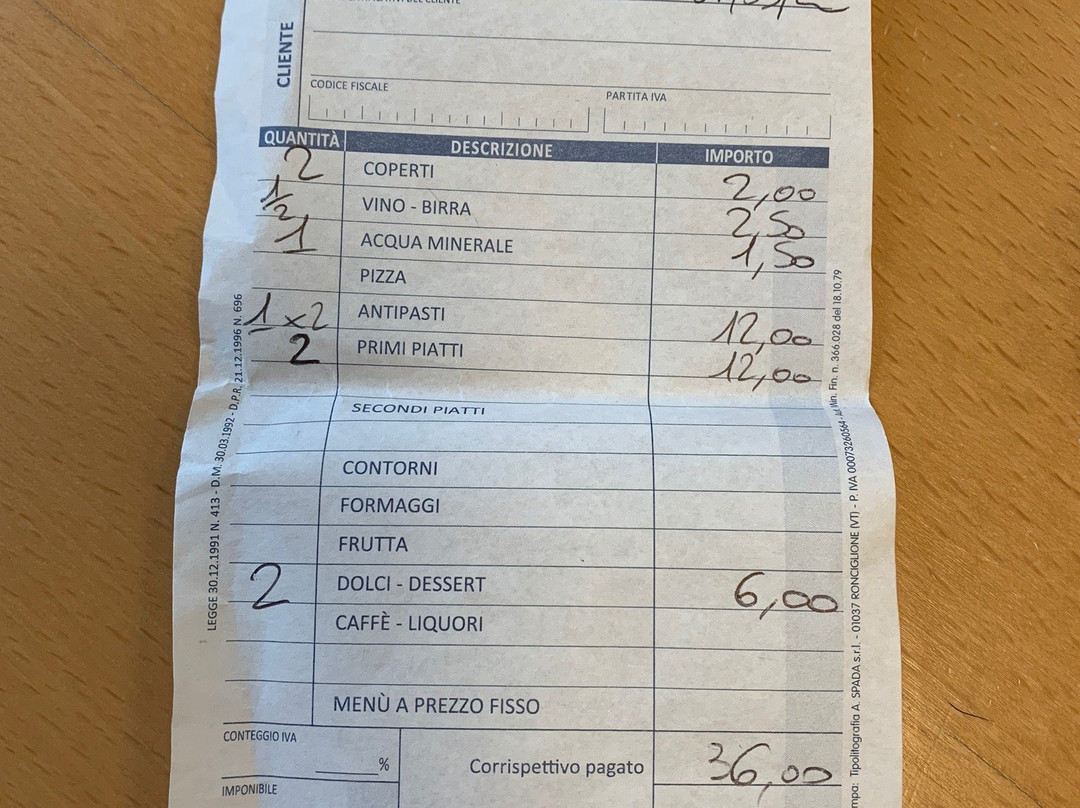 CLIENTE
CODICE FISCALE PARTITA IVA
QUANTITÀ DESCRIZIONE IMPORTO
2 COPERTI 2,00
1/2 VINO - BIRRA 2,50
1 ACQUA MINERALE 1,50
PIZZA
1x2 ANTIPASTI 12,00
2 PRIMI PIATTI 12,00
SECONDI PIATTI
CONTORNI
FORMAGGI
FRUTTA
2 DOLCI - DESSERT 6,00
CAFFÈ - LIQUORI
MENÙ A PREZZO FISSO
CONTEGGIO IVA
% Corrispettivo pagato 36,00
IMPONIBILE
LEGGE 30.12.1991 N. 413 - D.M. 30.03.1992 - D.P.R. 21.12.1996 N. 696
Tipolitografia A. SPADA s.r.l. - 01037 RONCIGLIONE (VT) - P. IVA 00073260564 - Min. Fin. n. 366.028 del 18.10.79